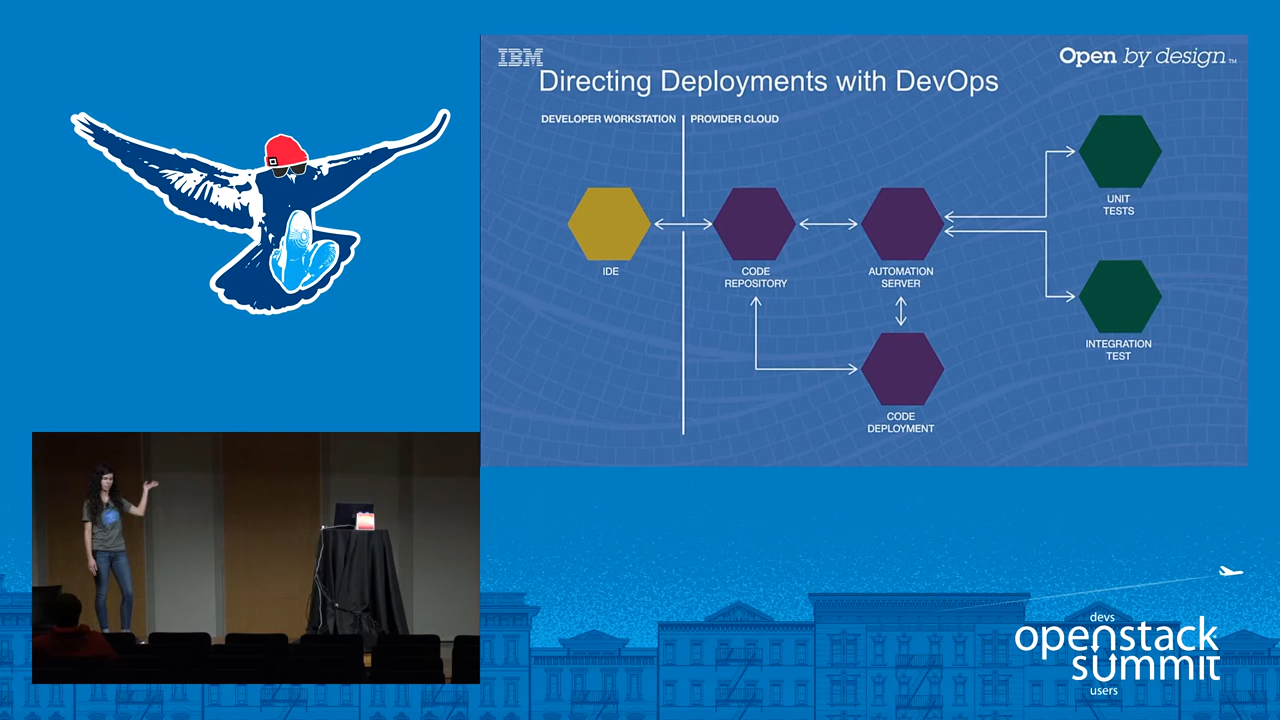 IBM
Open by design™
Directing Deployments with DevOps
DEVELOPER WORKSTATION
PROVIDER CLOUD
IDE
CODE
REPOSITORY
AUTOMATION
SERVER
UNIT
TESTS
INTEGRATION
TEST
CODE
DEPLOYMENT
devs
openstack
summit
users